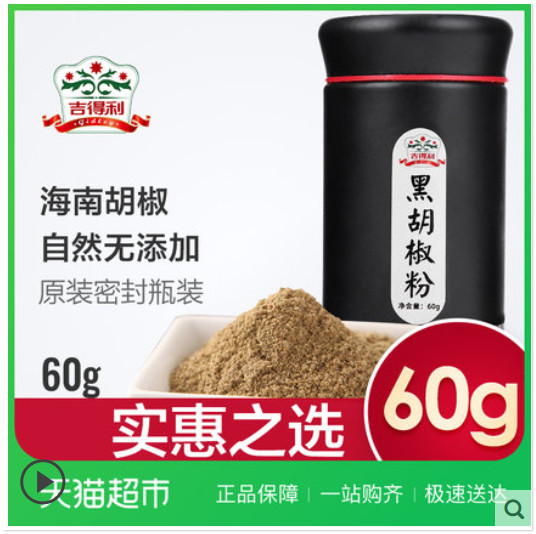 吉得利
Gidley
海南胡椒
自然无添加
原装密封瓶装
60g
吉得利
黑胡椒粉
净含量：60g
实惠之选
60g
天猫超市
正品保障
一站购齐
极速送达